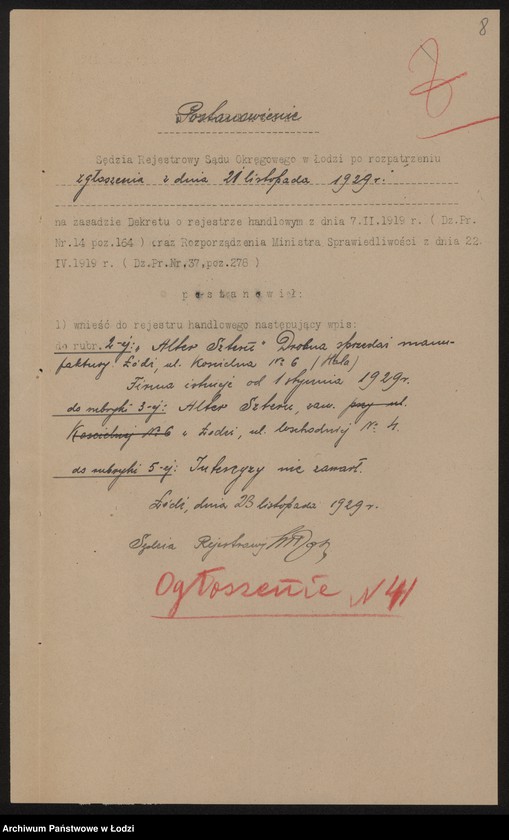 8
Postanowienie
Sędzia Rejestrowy Sądu Okręgowego w Łodzi po rozpatrzeniu
zgłoszenia z dnia 21 listopada 1929 r.
na zasadzie Dekretu o rejestrze handlowym z dnia 7.II.1919 r. ( Dz.Pr.
Nr.14 poz.164 ) oraz Rozporządzenia Ministra Sprawiedliwości z dnia 22.
IV.1919 r. ( Dz.Pr.Nr.37,poz.278 )
p o s t a n o w i ł:
1) wnieść do rejestru handlowego następujący wpis:
do rubr. 2-ej: „Alter Sztern" Drobna sprzedaż manu-
faktury Łódź, ul. Kościelna № 6 (Hala)
Firma istnieje od 1 stycznia 1929 r.
do rubryki 3-ej: Alter Sztern, zam. przy ul.
Kościelnej № 6 w Łodzi, ul. Wschodniej № 4.
do rubryki 5-ej: Intercyzy nie zawarł.
Łódź, dnia 23 listopada 1929 r.
Sędzia Rejestrowy
Ogłoszenie N 41
Archiwum Państwowe w Łodzi